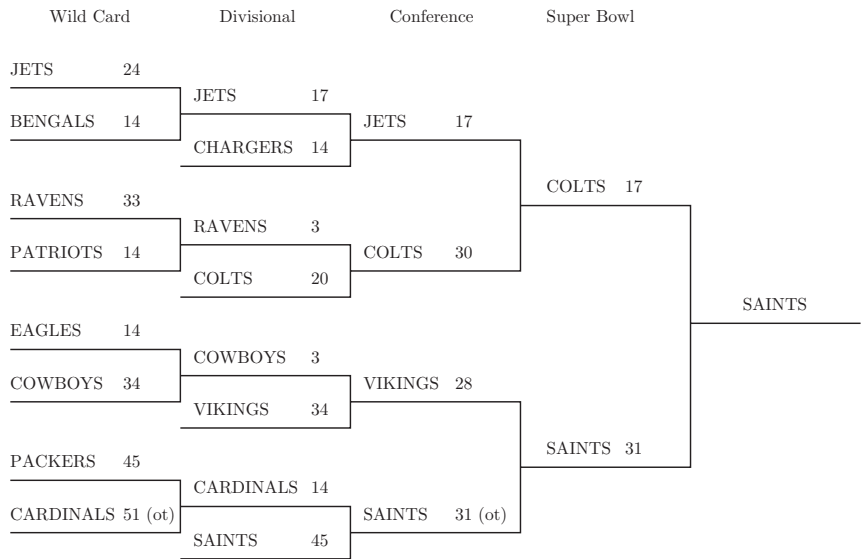 Wild Card Divisional Conference Super Bowl
JETS 24
JETS 17
BENGALS 14
JETS 17
CHARGERS 14
COLTS 17
RAVENS 33
RAVENS 3
PATRIOTS 14
COLTS 30
COLTS 20
SAINTS
EAGLES 14
COWBOYS 3
COWBOYS 34
VIKINGS 28
VIKINGS 34
SAINTS 31
PACKERS 45
CARDINALS 14
CARDINALS 51 (ot)
SAINTS 31 (ot)
SAINTS 45